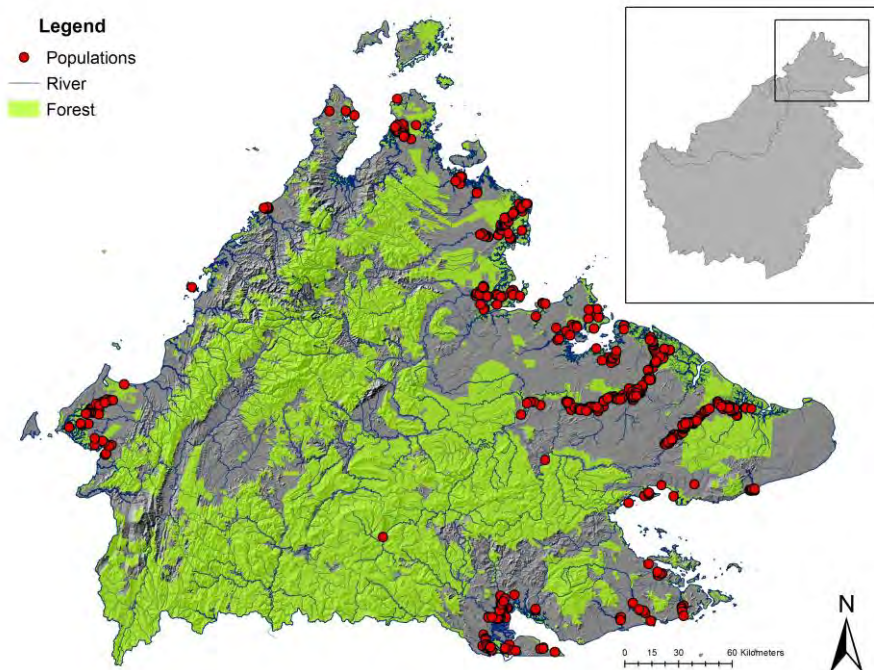 Legend
Populations
River
Forest
N
0 15 30 60 Kilometers